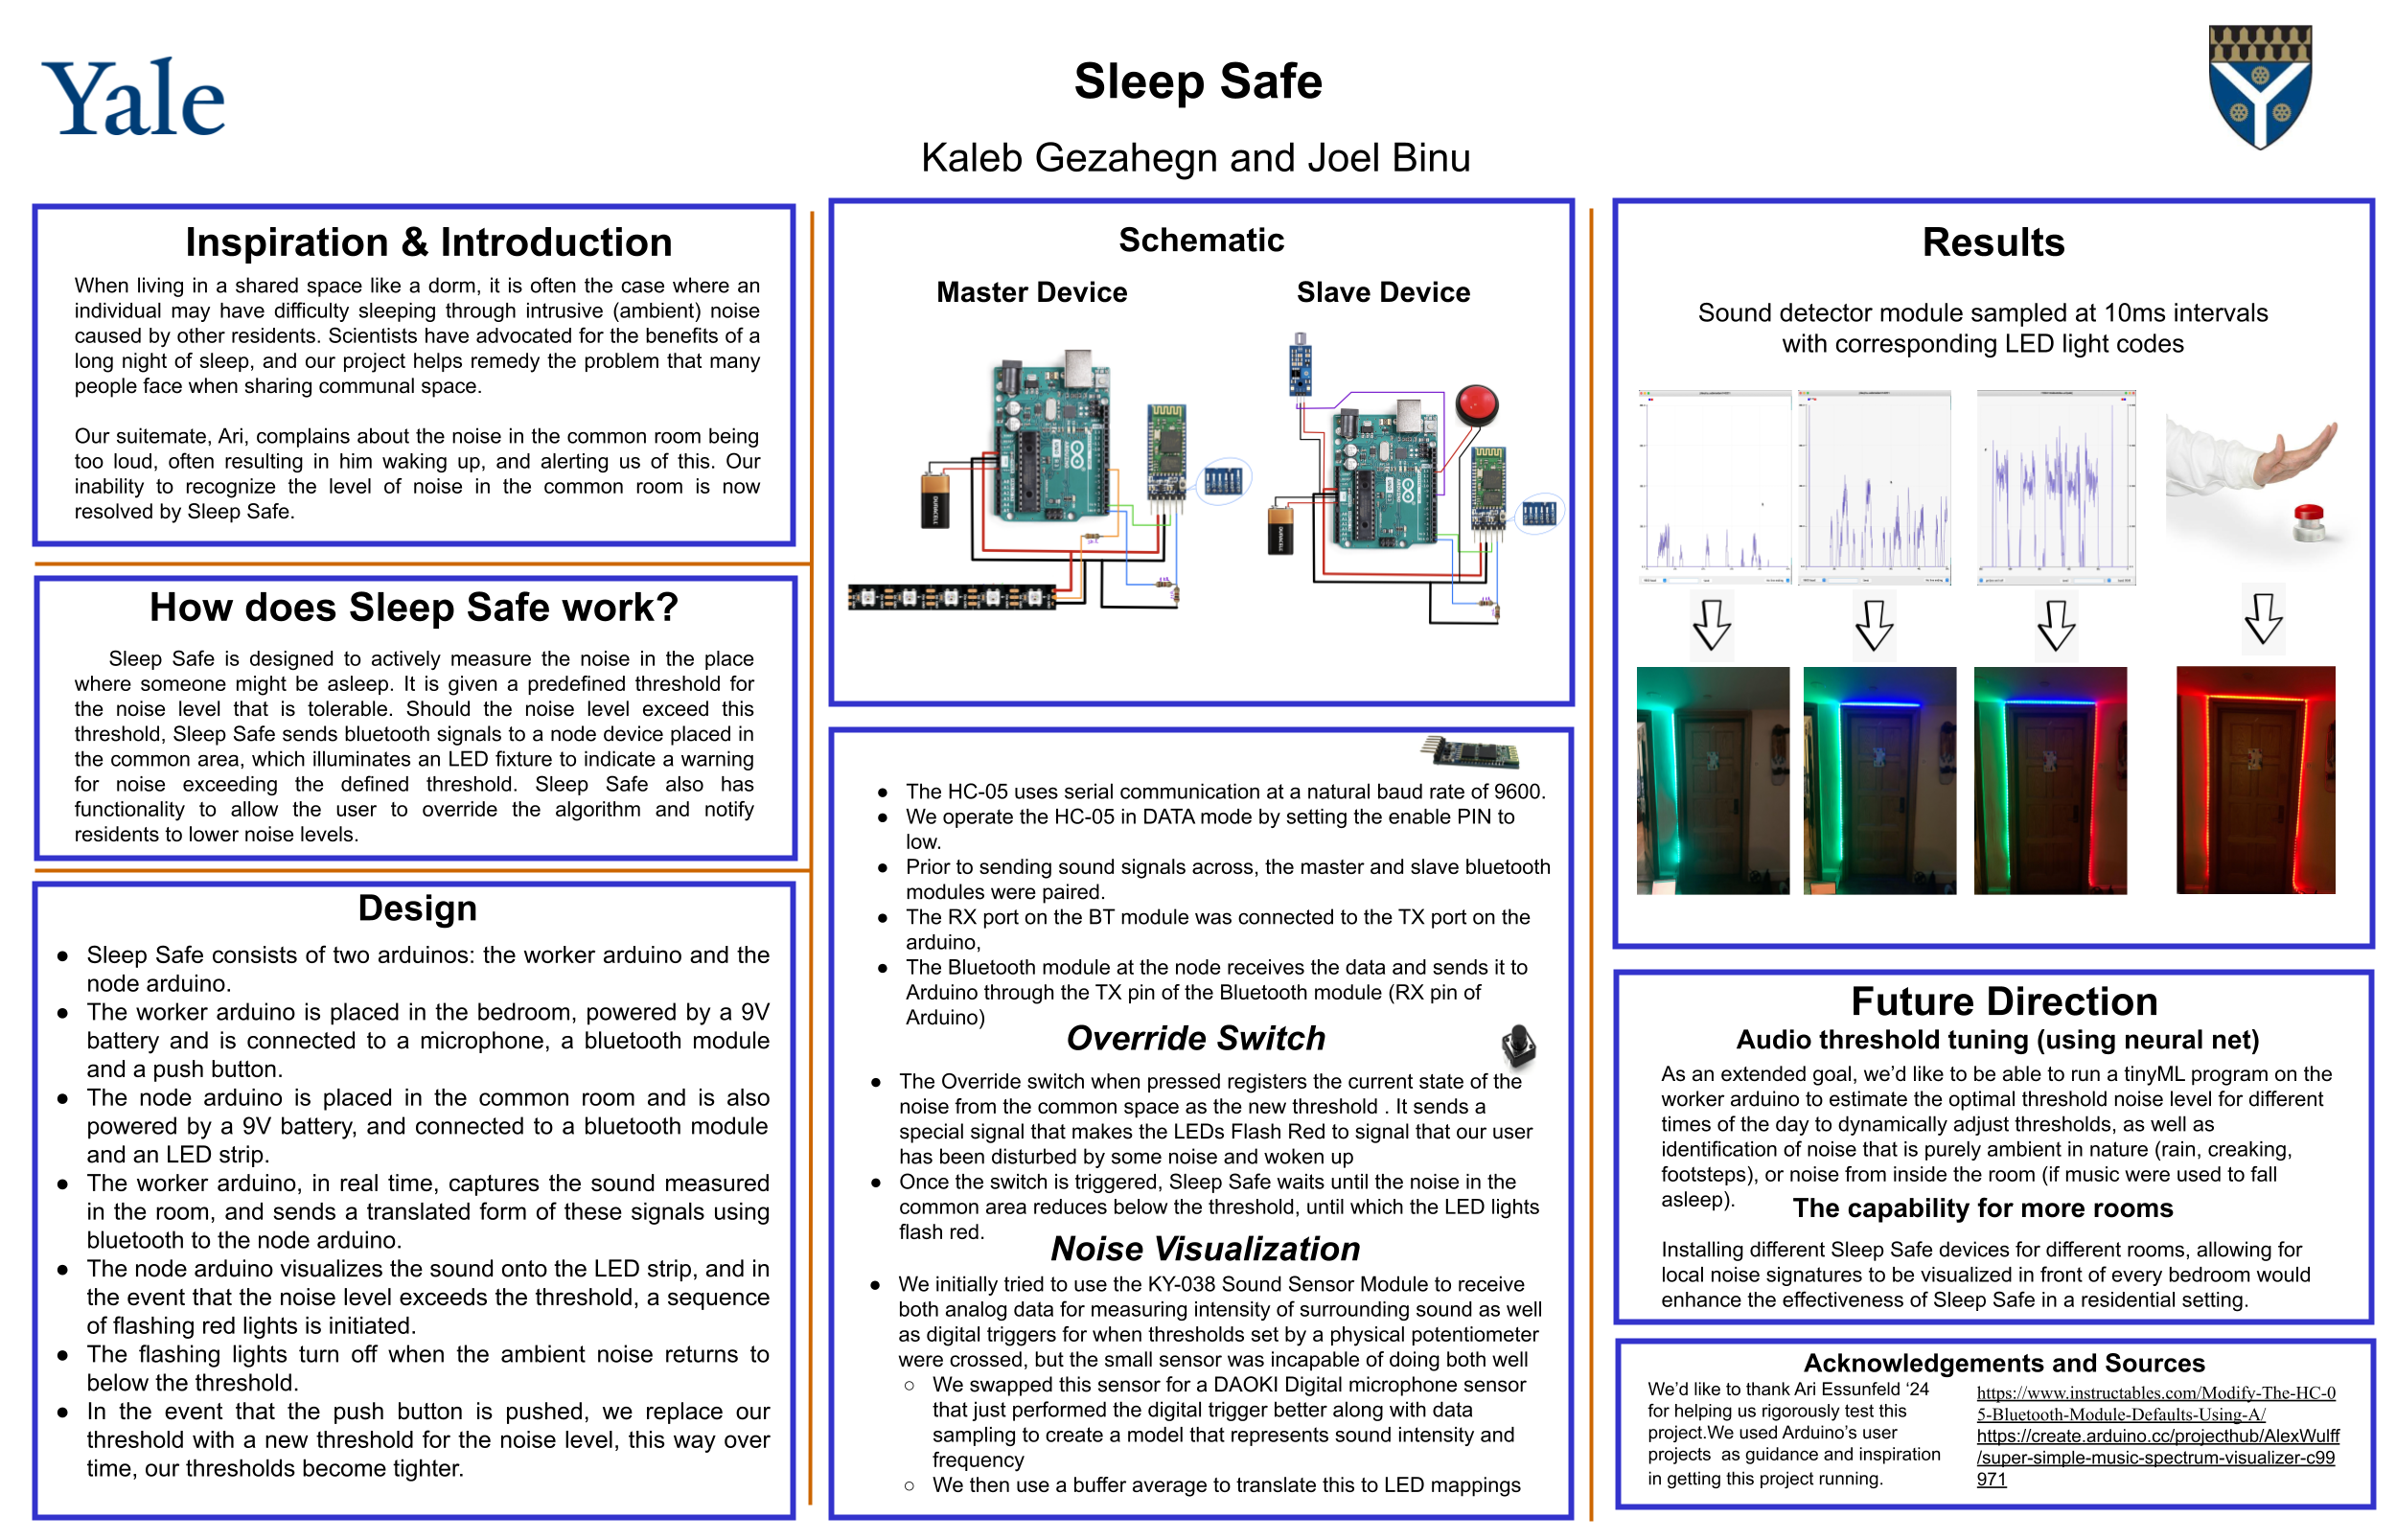 Yale
Sleep Safe
Kaleb Gezahegn and Joel Binu
Inspiration & Introduction
When living in a shared space like a dorm, it is often the case where an
individual may have difficulty sleeping through intrusive (ambient) noise
caused by other residents. Scientists have advocated for the benefits of a
long night of sleep, and our project helps remedy the problem that many
people face when sharing communal space.
Our suitemate, Ari, complains about the noise in the common room being
too loud, often resulting in him waking up, and alerting us of this. Our
inability to recognize the level of noise in the common room is now
resolved by Sleep Safe.
How does Sleep Safe work?
Sleep Safe is designed to actively measure the noise in the place
where someone might be asleep. It is given a predefined threshold for
the noise level that is tolerable. Should the noise level exceed this
threshold, Sleep Safe sends bluetooth signals to a node device placed in
the common area, which illuminates an LED fixture to indicate a warning
for noise exceeding the defined threshold. Sleep Safe also has
functionality to allow the user to override the algorithm and notify
residents to lower noise levels.
Design
● Sleep Safe consists of two arduinos: the worker arduino and the
node arduino.
● The worker arduino is placed in the bedroom, powered by a 9V
battery and is connected to a microphone, a bluetooth module
and a push button.
● The node arduino is placed in the common room and is also
powered by a 9V battery, and connected to a bluetooth module
and an LED strip.
● The worker arduino, in real time, captures the sound measured
in the room, and sends a translated form of these signals using
bluetooth to the node arduino.
● The node arduino visualizes the sound onto the LED strip, and in
the event that the noise level exceeds the threshold, a sequence
of flashing red lights is initiated.
● The flashing lights turn off when the ambient noise returns to
below the threshold.
● In the event that the push button is pushed, we replace our
threshold with a new threshold for the noise level, this way over
time, our thresholds become tighter.
Schematic
Master Device
Slave Device
DURACELL
DURACELL
● The HC-05 uses serial communication at a natural baud rate of 9600.
● We operate the HC-05 in DATA mode by setting the enable PIN to
low.
● Prior to sending sound signals across, the master and slave bluetooth
modules were paired.
● The RX port on the BT module was connected to the TX port on the
arduino,
● The Bluetooth module at the node receives the data and sends it to
Arduino through the TX pin of the Bluetooth module (RX pin of
Arduino)
Override Switch
● The Override switch when pressed registers the current state of the
noise from the common space as the new threshold . It sends a
special signal that makes the LEDs Flash Red to signal that our user
has been disturbed by some noise and woken up
● Once the switch is triggered, Sleep Safe waits until the noise in the
common area reduces below the threshold, until which the LED lights
flash red.
Noise Visualization
● We initially tried to use the KY-038 Sound Sensor Module to receive
both analog data for measuring intensity of surrounding sound as well
as digital triggers for when thresholds set by a physical potentiometer
were crossed, but the small sensor was incapable of doing both well
○ We swapped this sensor for a DAOKI Digital microphone sensor
that just performed the digital trigger better along with data
sampling to create a model that represents sound intensity and
frequency
○ We then use a buffer average to translate this to LED mappings
Results
Sound detector module sampled at 10ms intervals
with corresponding LED light codes
Future Direction
Audio threshold tuning (using neural net)
As an extended goal, we’d like to be able to run a tinyML program on the
worker arduino to estimate the optimal threshold noise level for different
times of the day to dynamically adjust thresholds, as well as
identification of noise that is purely ambient in nature (rain, creaking,
footsteps), or noise from inside the room (if music were used to fall
asleep).
The capability for more rooms
Installing different Sleep Safe devices for different rooms, allowing for
local noise signatures to be visualized in front of every bedroom would
enhance the effectiveness of Sleep Safe in a residential setting.
Acknowledgements and Sources
We’d like to thank Ari Essunfeld ‘24
for helping us rigorously test this
project.We used Arduino’s user
projects as guidance and inspiration
in getting this project running.
https://www.instructables.com/Modify-The-HC-0
5-Bluetooth-Module-Defaults-Using-A/
https://create.arduino.cc/projecthub/AlexWulff
/super-simple-music-spectrum-visualizer-c99
971